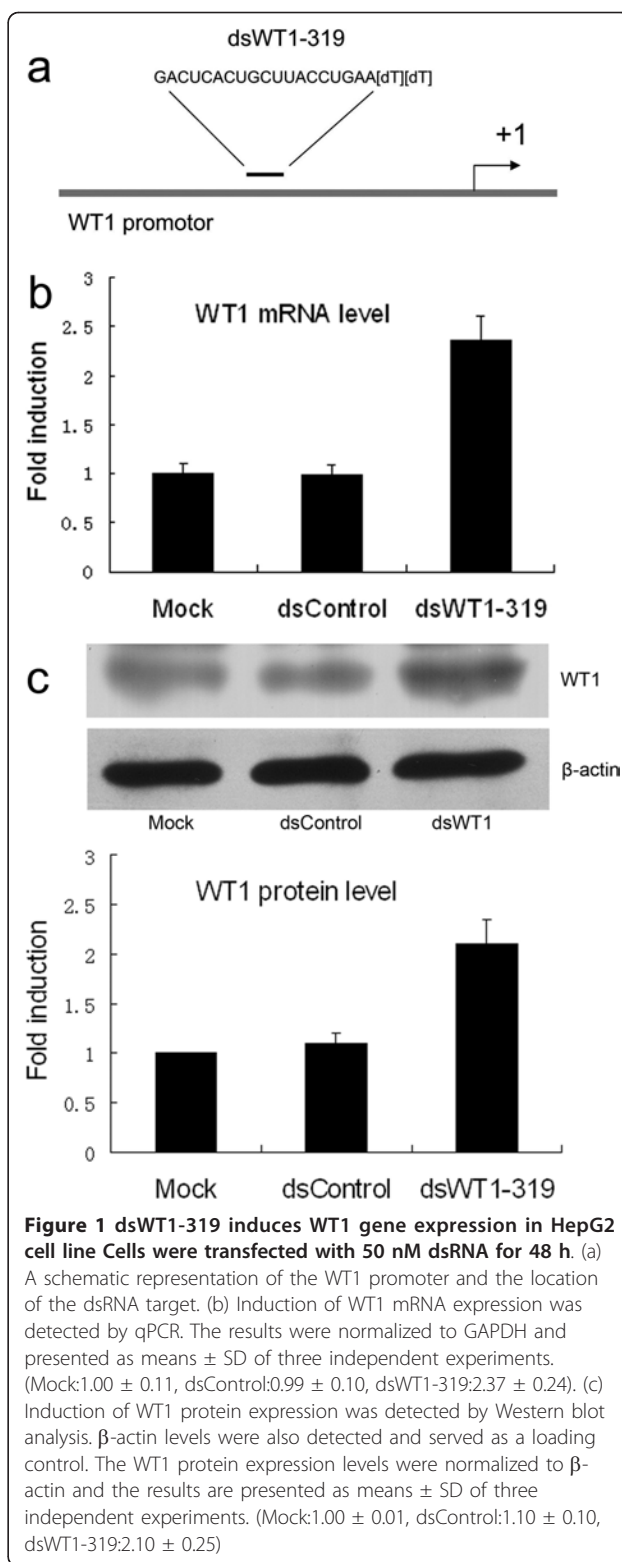 a
dsWT1-319
GACUCACUGCUUACCUGAA[dT][dT]
+1
WT1 promotor
b
WT1 mRNA level
Fold induction
3
2.5
2
1.5
1
0.5
0
Mock dsControl dsWT1-319
c
WT1
β-actin
Mock dsControl dsWT1
WT1 protein level
Fold induction
3
2.5
2
1.5
1
0.5
0
Mock dsControl dsWT1-319
Figure 1 dsWT1-319 induces WT1 gene expression in HepG2
cell line Cells were transfected with 50 nM dsRNA for 48 h. (a)
A schematic representation of the WT1 promoter and the location
of the dsRNA target. (b) Induction of WT1 mRNA expression was
detected by qPCR. The results were normalized to GAPDH and
presented as means ± SD of three independent experiments.
(Mock:1.00 ± 0.11, dsControl:0.99 ± 0.10, dsWT1-319:2.37 ± 0.24). (c)
Induction of WT1 protein expression was detected by Western blot
analysis. β-actin levels were also detected and served as a loading
control. The WT1 protein expression levels were normalized to β-
actin and the results are presented as means ± SD of three
independent experiments. (Mock:1.00 ± 0.01, dsControl:1.10 ± 0.10,
dsWT1-319:2.10 ± 0.25)